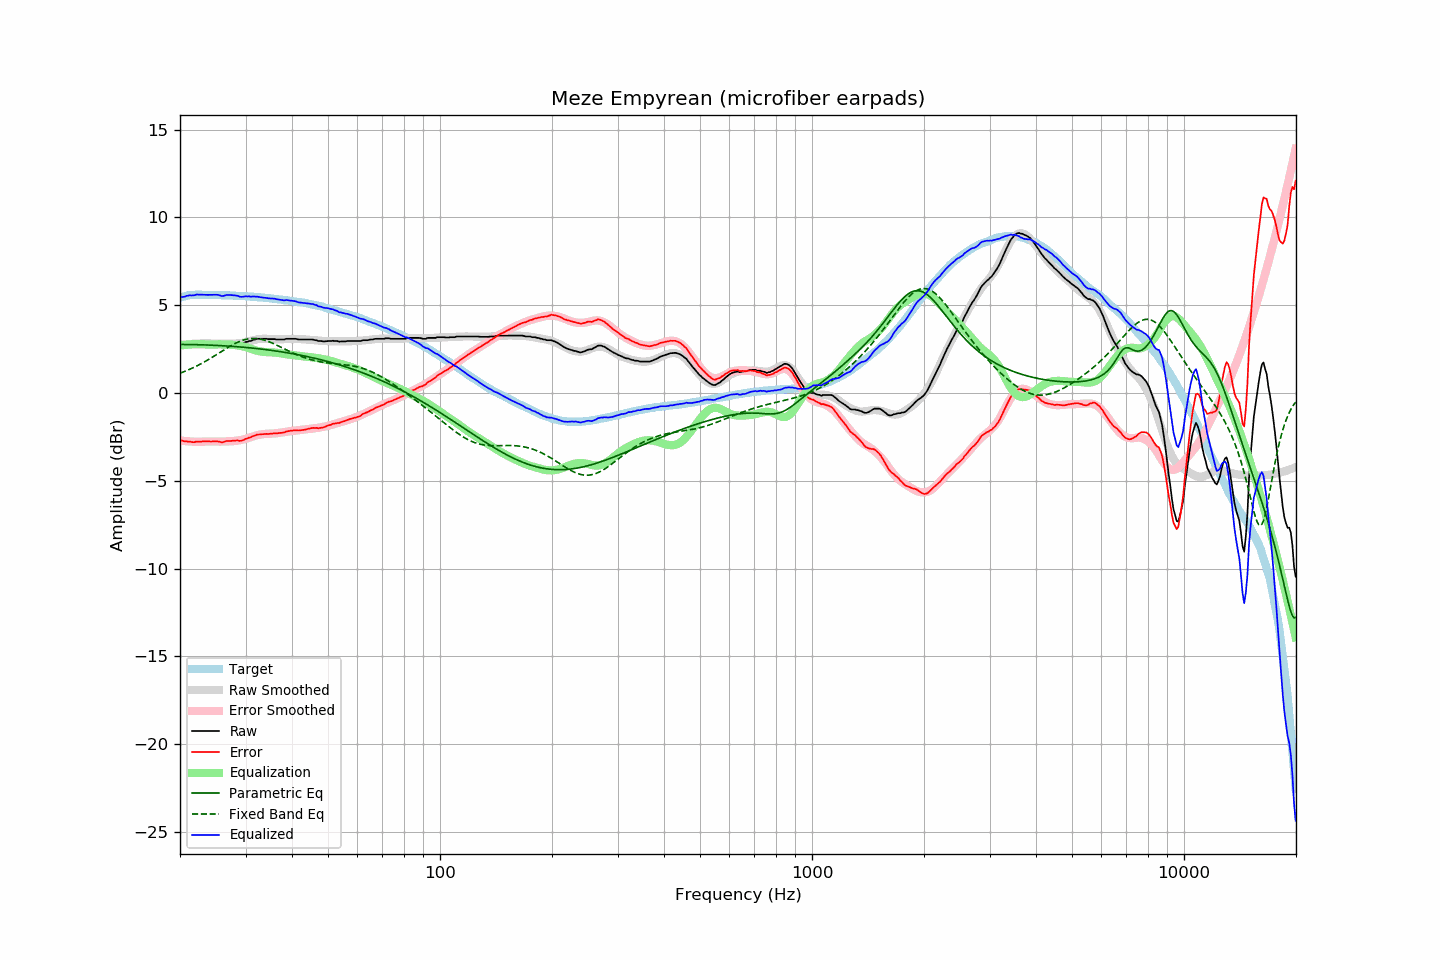 Meze Empyrean (microfiber earpads)
15
10
5
0
−5
−10
−15
−20
−25
Amplitude (dBr)
Target
Raw Smoothed
Error Smoothed
Raw
Error
Equalization
Parametric Eq
Fixed Band Eq
Equalized
100
1000
10000
Frequency (Hz)